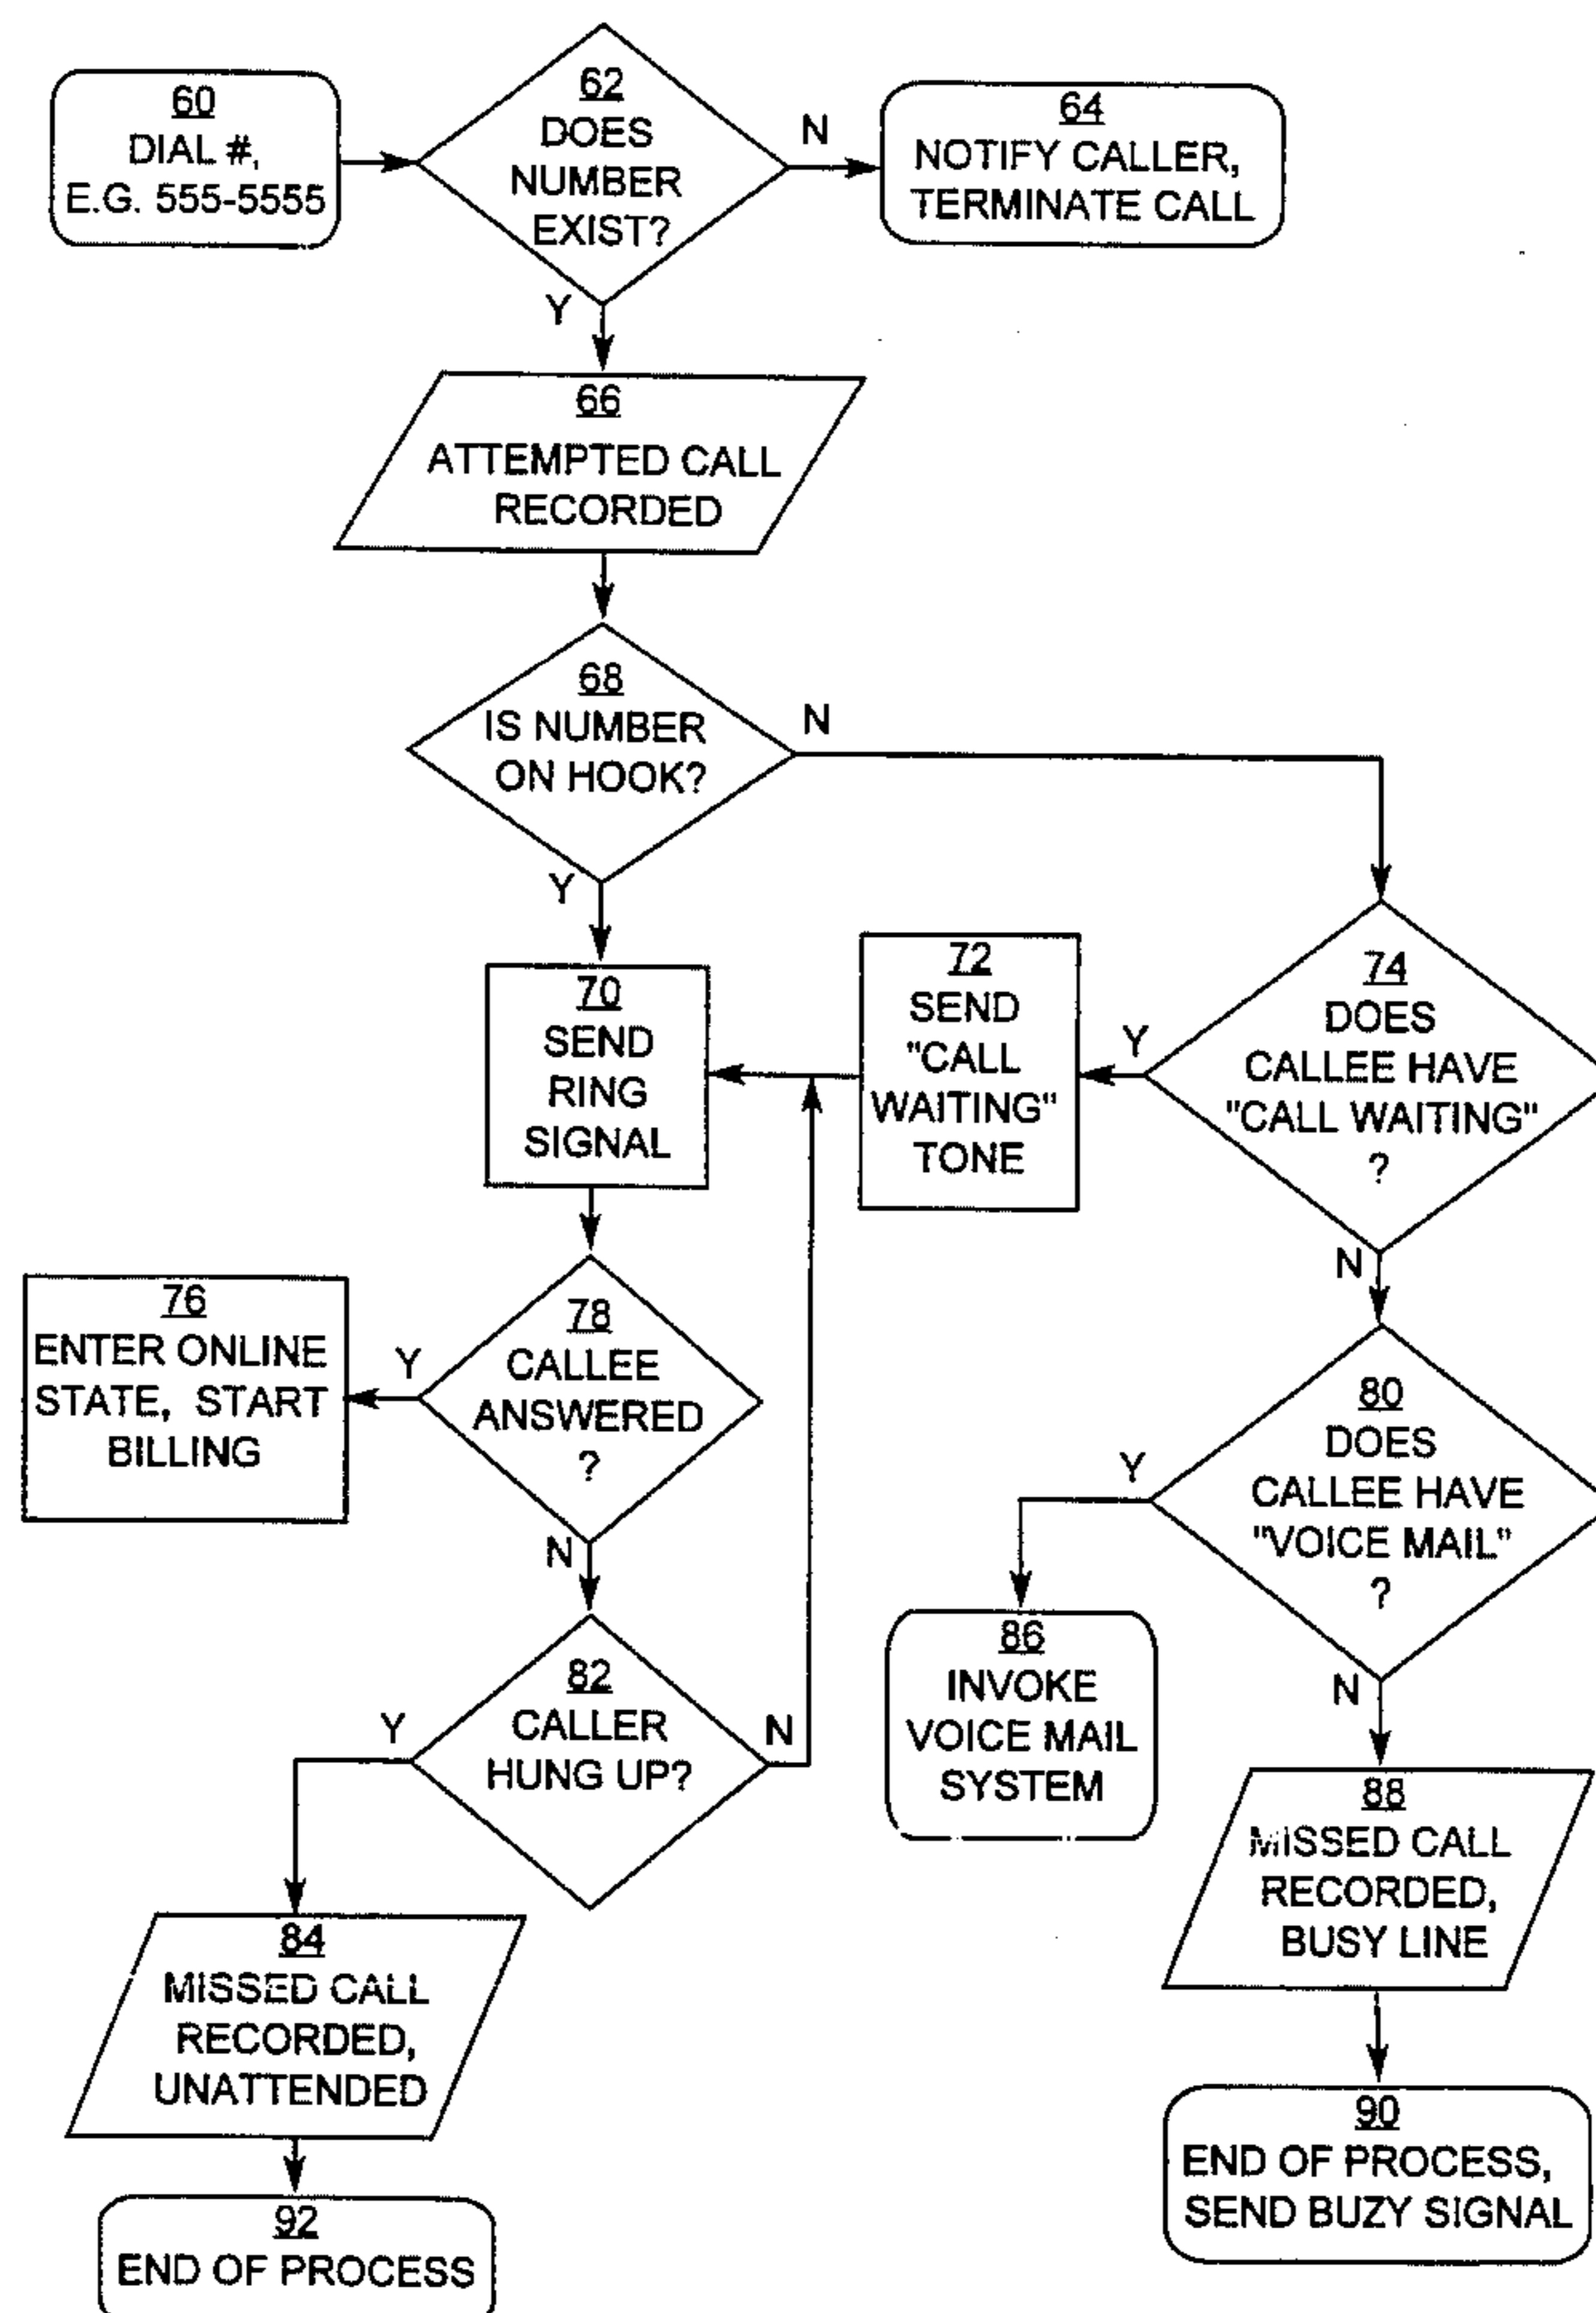 60
DIAL #,
E.G. 555-5555
62
DOES
NUMBER
EXIST?
N
64
NOTIFY CALLER,
TERMINATE CALL
Y
66
ATTEMPTED CALL
RECORDED
68
IS NUMBER
ON HOOK?
N
Y
70
SEND
RING
SIGNAL
72
SEND
"CALL
WAITING"
TONE
Y
74
DOES
CALLEE HAVE
"CALL WAITING"
?
N
76
ENTER ONLINE
STATE, START
BILLING
Y
78
CALLEE
ANSWERED
?
N
80
DOES
CALLEE HAVE
"VOICE MAIL"
?
Y
N
82
CALLER
HUNG UP?
Y
N
86
INVOKE
VOICE MAIL
SYSTEM
88
MISSED CALL
RECORDED,
BUSY LINE
84
MISSED CALL
RECORDED,
UNATTENDED
90
END OF PROCESS,
SEND BUZY SIGNAL
92
END OF PROCESS